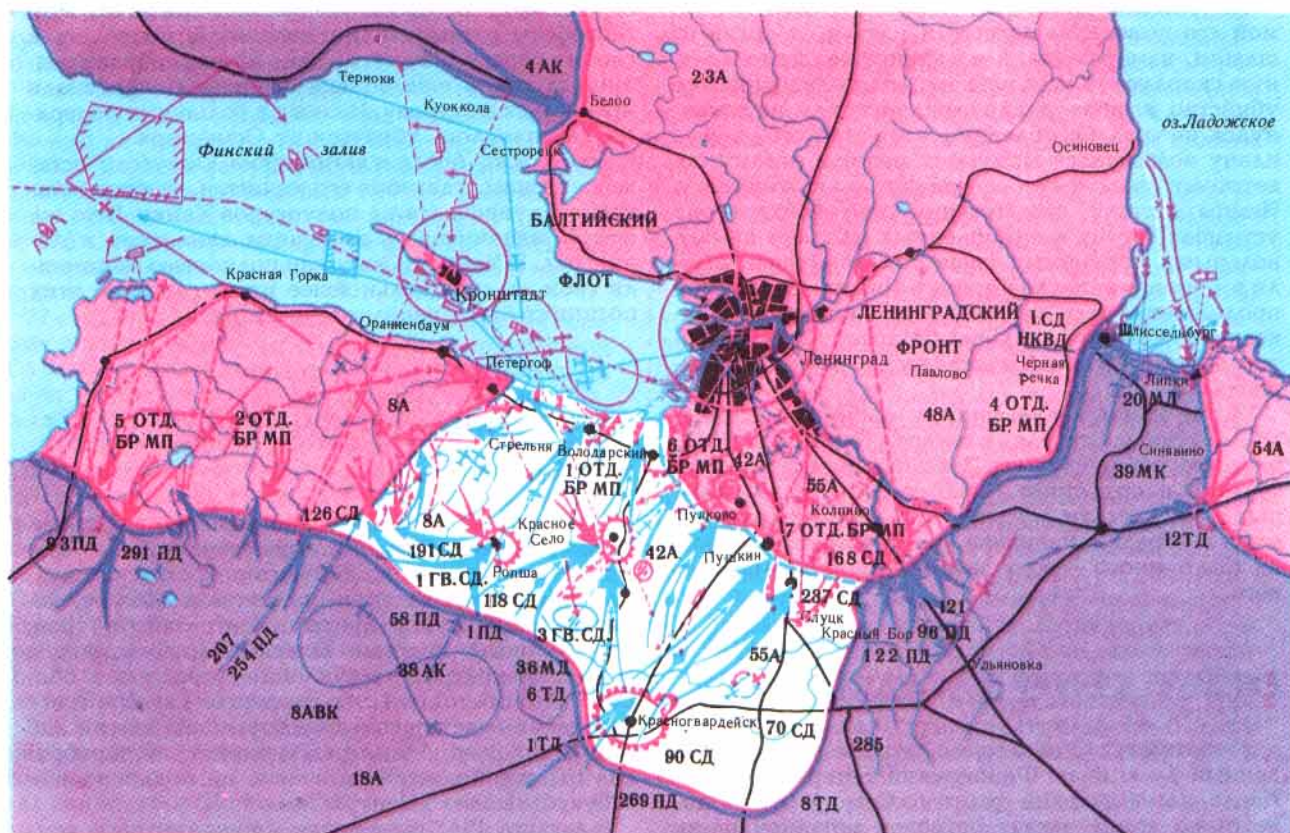 4 АК
23А
Териоки
Куоккола
Белоо
оз.Ладожское
Финский залив
Сестрорецк
Осиновец
БАЛТИЙСКИЙ
ФЛОТ
Красная Горка
Кронштадт
Ораниенбаум
Петергоф
ЛЕНИНГРАДСКИЙ
ФРОНТ
1.СД
НКВД
Шлиссельбург
Ленинград
Павлово
Черная
речка
Липки
20 МД
48А
4 ОТД.
БР. МП
5 ОТД.
БР МП
2 ОТД.
БР МП
8А
Стрельня
Володарский
1 ОТД.
БР МП
6 ОТД.
БР МП
42А
55А
Синявино
39 МК
54А
126 СД
8А
Красное
Село
Пулково
Колпино
7 ОТД. БР МП
12ТД
93 ПД
291 ПД
191 СД
Ропша
42А
Пушкин
168 СД
1 ГВ. СД.
118 СД
237 СД
Слуцк
121
58 ПД
1 ПД
3 ГВ. СД
Красный Бор
96 ПД
207
254 ПД
38 АК
36 МД
55А
122 ПД
Ульяновка
6 ТД
8АВК
Красногвардейск
70 СД
1 ТД
90 СД
285
18А
269 ПД
8 ТД